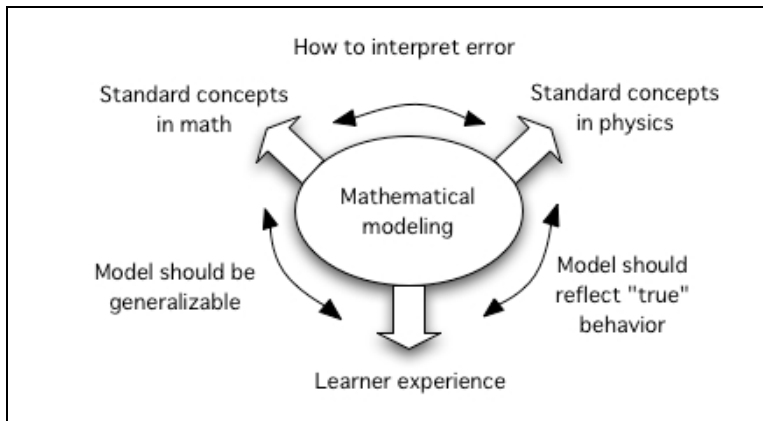 How to interpret error
Standard concepts
in math
Standard concepts
in physics
Mathematical
modeling
Model should be
generalizable
Model should
reflect "true"
behavior
Learner experience